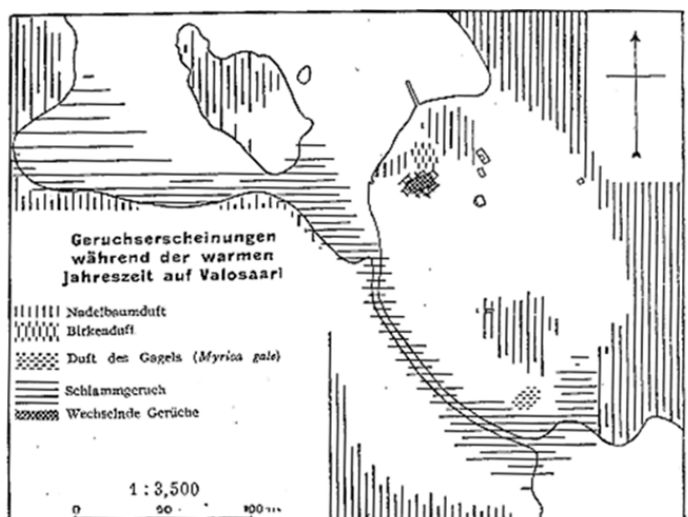 Geruchserscheinungen
während der warmen
Jahreszeit auf Valosaari
Nadelbaumduft
Birkenduft
Duft des Gagels (Myrica gale)
Schlammgeruch
Wechselnde Gerüche
1:3,500
0 50 100 m